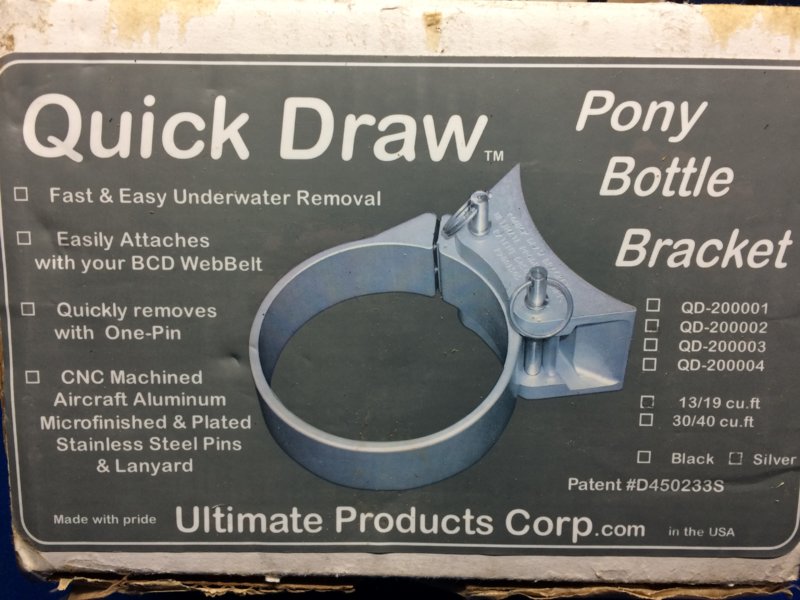 Quick Draw™
Pony
Bottle
Bracket
☐ Fast & Easy Underwater Removal
☐ Easily Attaches
with your BCD WebBelt
☐ Quickly removes
with One-Pin
☐ CNC Machined
Aircraft Aluminum
Microfinished & Plated
Stainless Steel Pins
& Lanyard
☐ QD-200001
☐ QD-200002
☐ QD-200003
☐ QD-200004
☐ 13/19 cu.ft
☐ 30/40 cu.ft
☐ Black ☐ Silver
Patent #D450233S
Made with pride Ultimate Products Corp.com in the USA